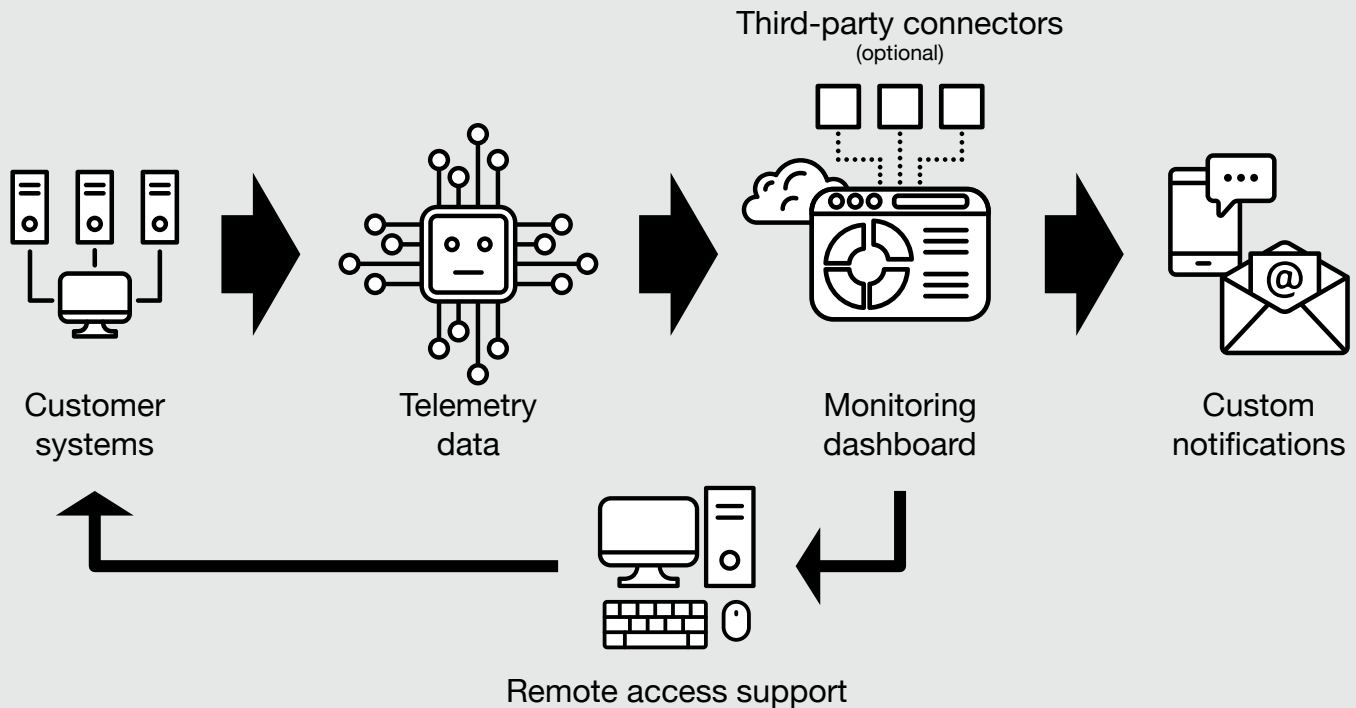 Third-party connectors
(optional)
@
Customer
systems
Telemetry
data
Monitoring
dashboard
Custom
notifications
Remote access support